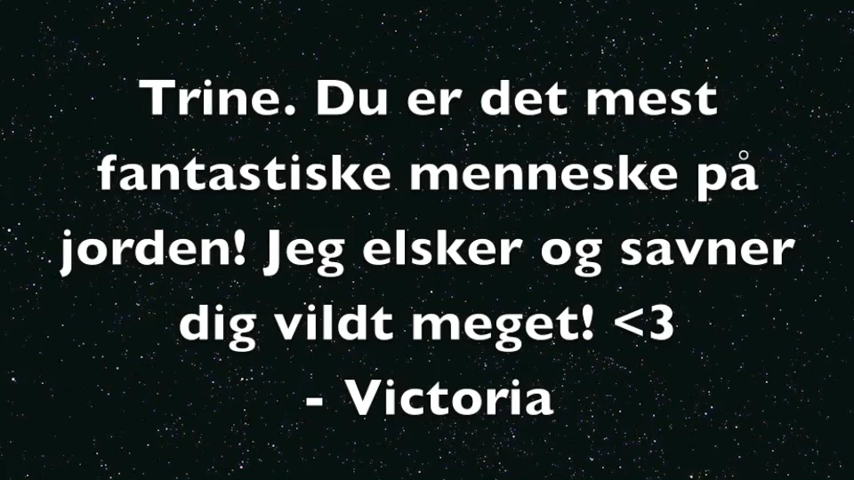 Trine. Du er det mest
fantastiske menneske på
jorden! Jeg elsker og savner
dig vildt meget! <3
- Victoria